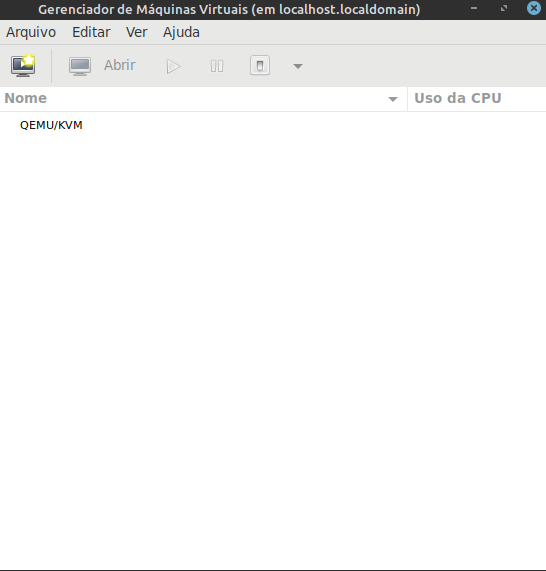 Gerenciador de Máquinas Virtuais (em localhost.localdomain)
Arquivo Editar Ver Ajuda
Abrir
Nome Uso da CPU
QEMU/KVM